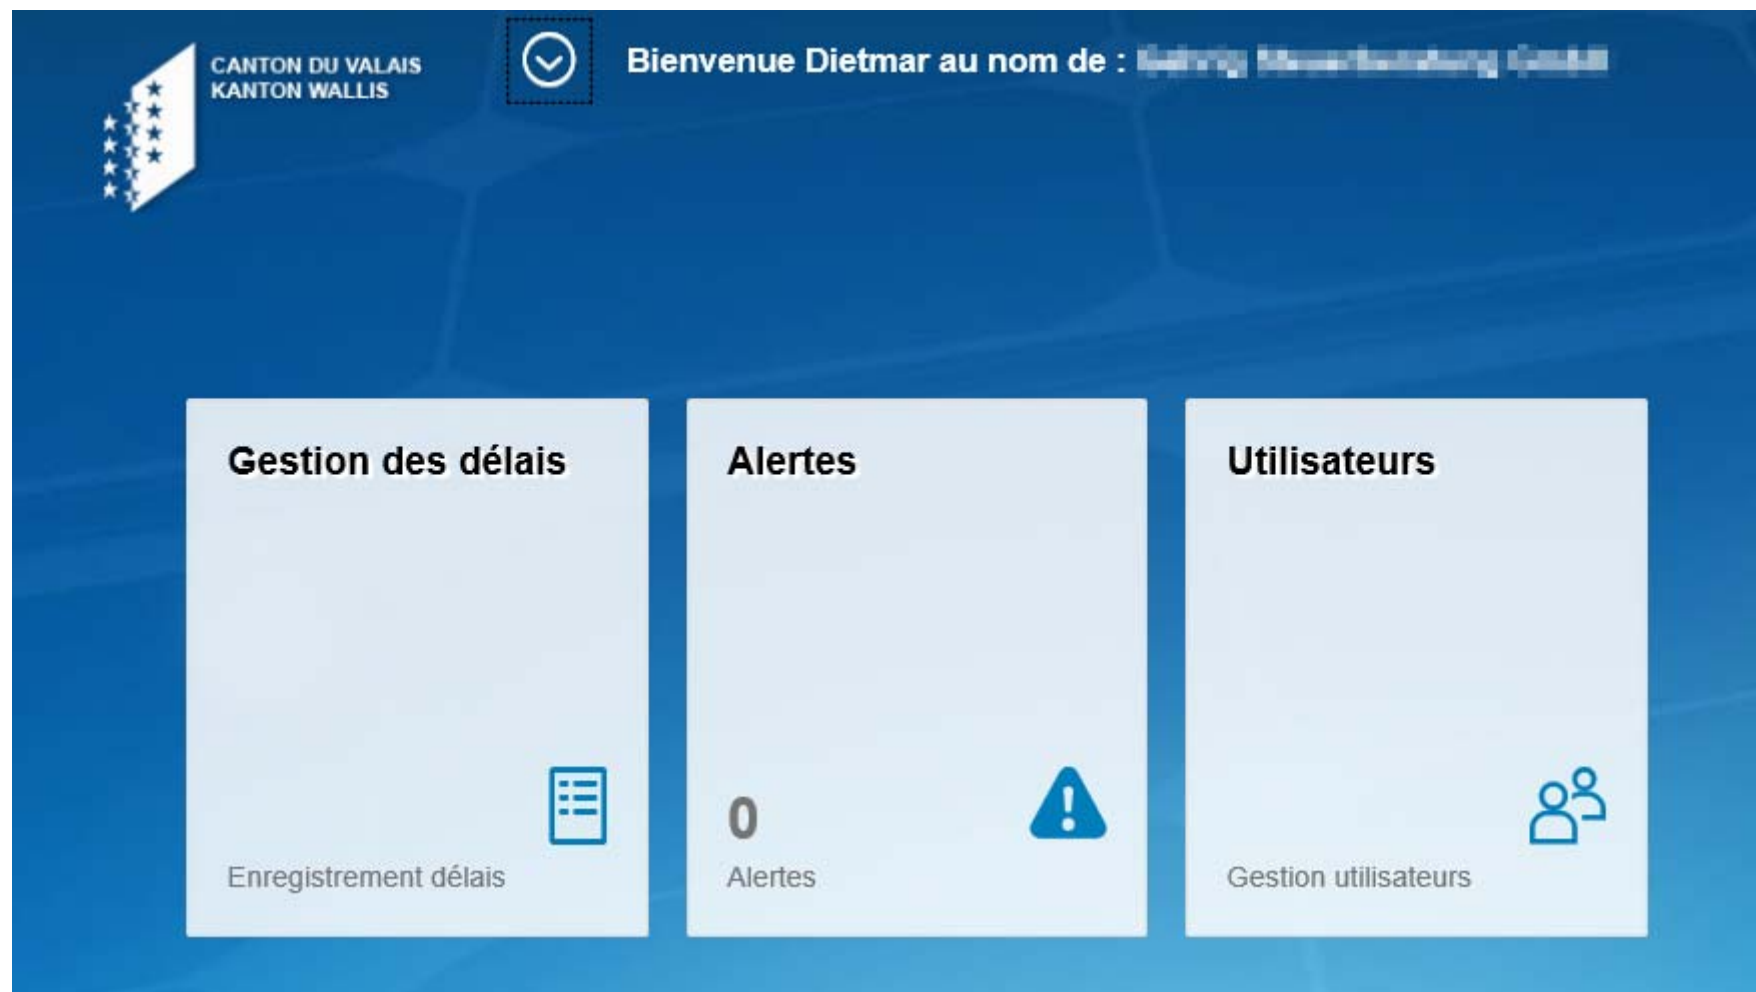 CANTON DU VALAIS
KANTON WALLIS
Bienvenue Dietmar au nom de :
Gestion des délais
Enregistrement délais
Alertes
0
Alertes
Utilisateurs
Gestion utilisateurs